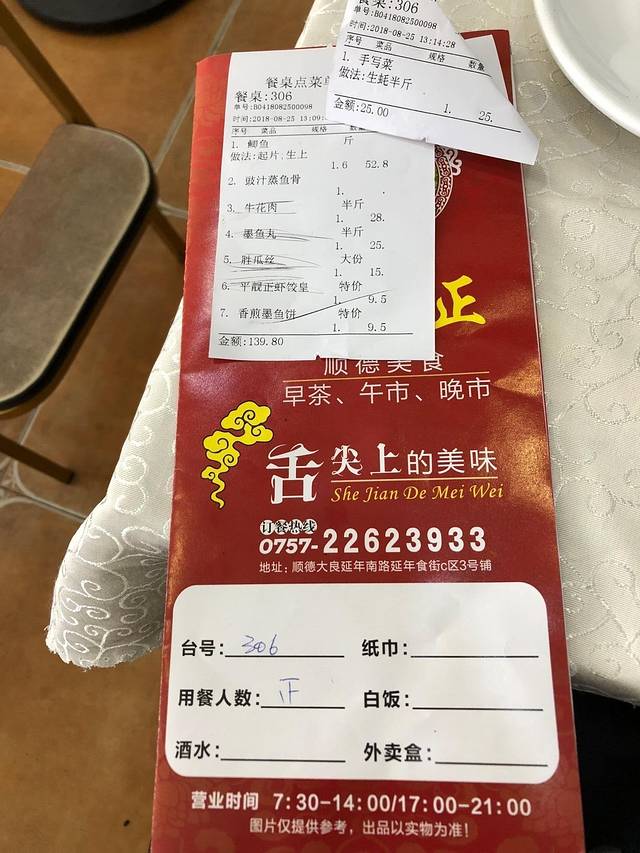 餐桌:306
单号:B0418082500098
时间:2018-08-25 13:14:28
序号 菜品 规格 数量
1. 手写菜
做法:生蚝半斤
1. 25.
金额:25.00
餐桌点菜单
餐桌:306
单号:B0418082500098
时间:2018-08-25 13:09:
序号 菜品 规格
1. 鲫鱼 斤
做法:起片,生上
1.6 52.8
2. 豉汁蒸鱼骨
1. .
3. 牛花肉 半斤
1. 28.
4. 墨鱼丸 半斤
1. 25.
5. 胜瓜丝 大份
1. 15.
6. 平靓正虾饺皇 特价
1. 9.5
7. 香煎墨鱼饼 特价
1. 9.5
金额:139.80
正
顺德美食
早茶、午市、晚市
舌尖上的美味
She Jian De Mei Wei
订餐热线
0757-22623933
地址：顺德大良延年南路延年食街c区3号铺
台号： 306 纸巾：
用餐人数： 正 白饭：
酒水： 外卖盒：
营业时间 7:30-14:00/17:00-21:00
图片仅提供参考，出品以实物为准！